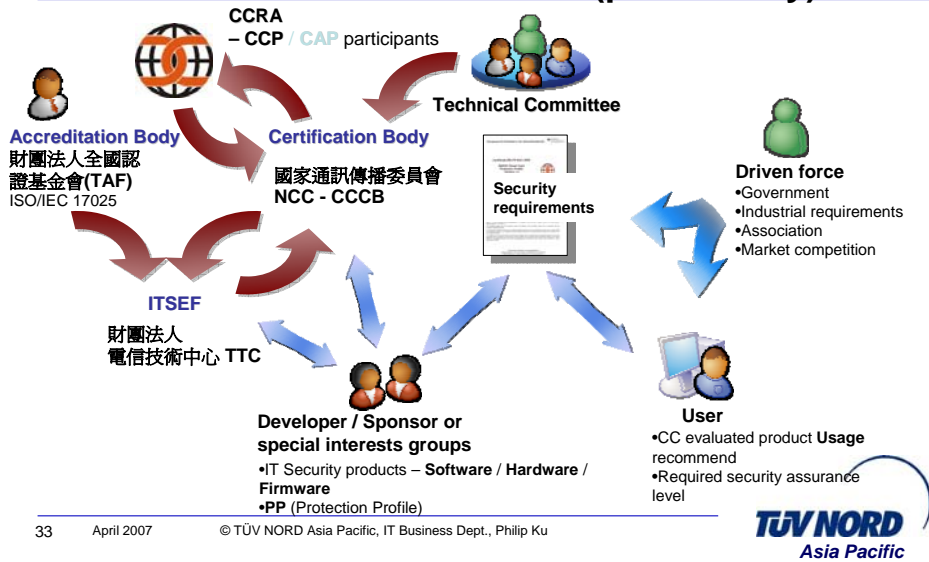 CCRA
– CCP / CAP participants
Technical Committee
Accreditation Body
財團法人全國認
證基金會(TAF)
ISO/IEC 17025
Certification Body
國家通訊傳播委員會
NCC - CCCB
Security
requirements
Driven force
•Government
•Industrial requirements
•Association
•Market competition
ITSEF
財團法人
電信技術中心 TTC
Developer / Sponsor or
special interests groups
•IT Security products – Software / Hardware /
Firmware
•PP (Protection Profile)
User
•CC evaluated product Usage
recommend
•Required security assurance
level
33 April 2007 © TÜV NORD Asia Pacific, IT Business Dept., Philip Ku
TÜV NORD
Asia Pacific